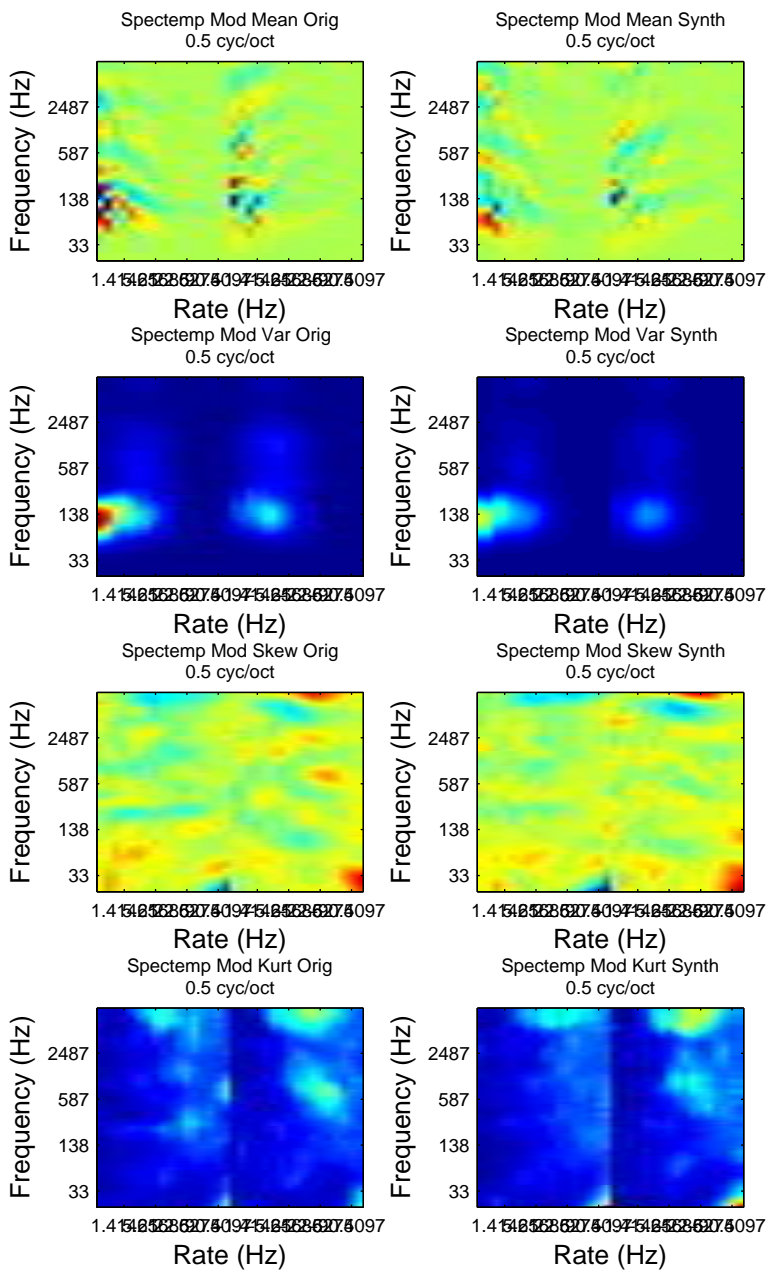 Spectemp Mod Mean Orig
0.5 cyc/oct
Frequency (Hz)
2487
587
138
33
Rate (Hz)
Spectemp Mod Mean Synth
0.5 cyc/oct
Frequency (Hz)
2487
587
138
33
Rate (Hz)
Spectemp Mod Var Orig
0.5 cyc/oct
Frequency (Hz)
2487
587
138
33
Rate (Hz)
Spectemp Mod Var Synth
0.5 cyc/oct
Frequency (Hz)
2487
587
138
33
Rate (Hz)
Spectemp Mod Skew Orig
0.5 cyc/oct
Frequency (Hz)
2487
587
138
33
Rate (Hz)
Spectemp Mod Skew Synth
0.5 cyc/oct
Frequency (Hz)
2487
587
138
33
Rate (Hz)
Spectemp Mod Kurt Orig
0.5 cyc/oct
Frequency (Hz)
2487
587
138
33
Rate (Hz)
Spectemp Mod Kurt Synth
0.5 cyc/oct
Frequency (Hz)
2487
587
138
33
Rate (Hz)